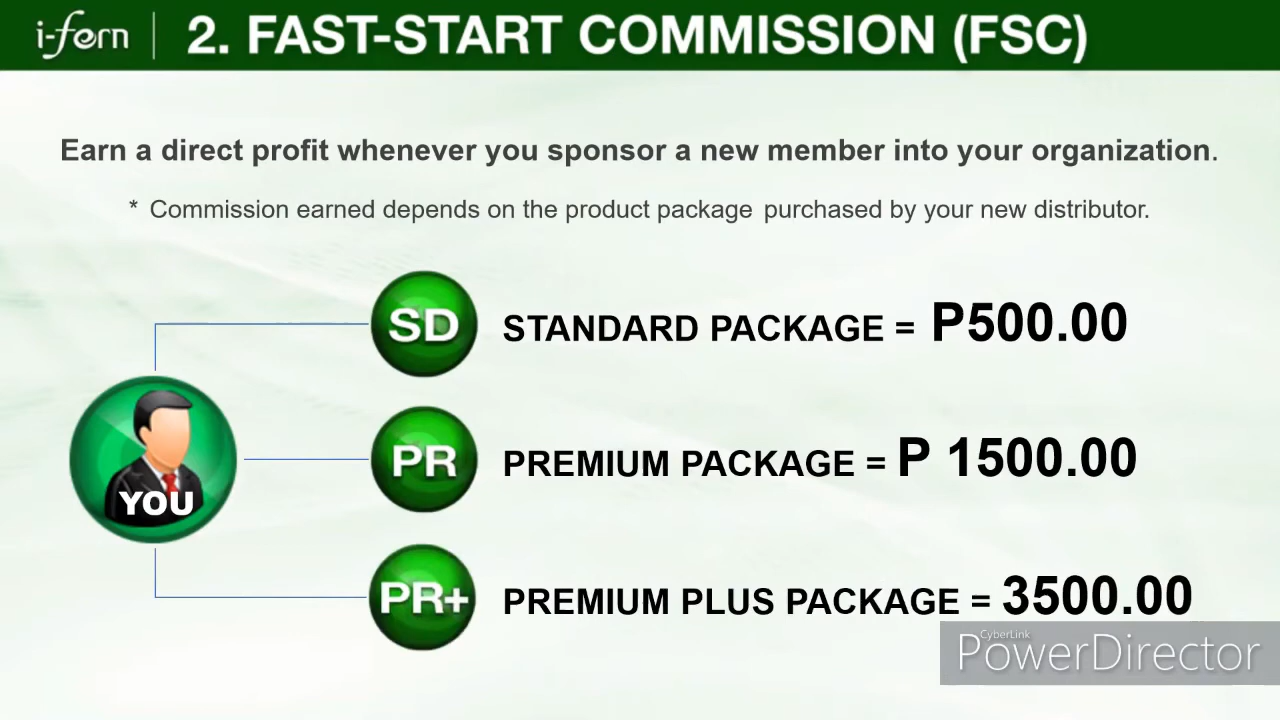 i-fern
2. FAST-START COMMISSION (FSC)
Earn a direct profit whenever you sponsor a new member into your organization.
* Commission earned depends on the product package purchased by your new distributor.
SD STANDARD PACKAGE = P500.00
YOU
PR PREMIUM PACKAGE = P 1500.00
PR+ PREMIUM PLUS PACKAGE = 3500.00
CyberLink
PowerDirector